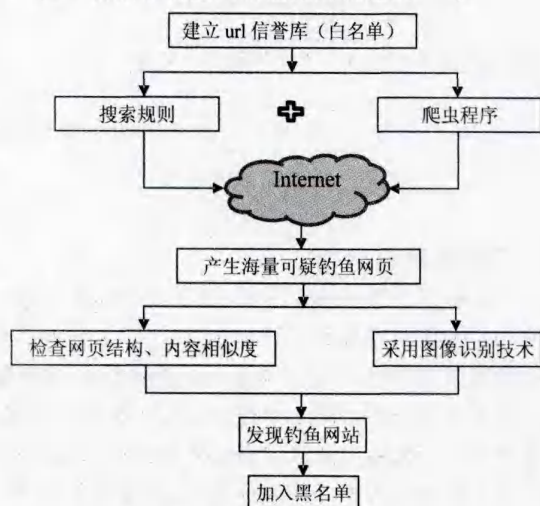 建立 url 信誉库（白名单）
搜索规则
爬虫程序
Internet
产生海量可疑钓鱼网页
检查网页结构、内容相似度
采用图像识别技术
发现钓鱼网站
加入黑名单